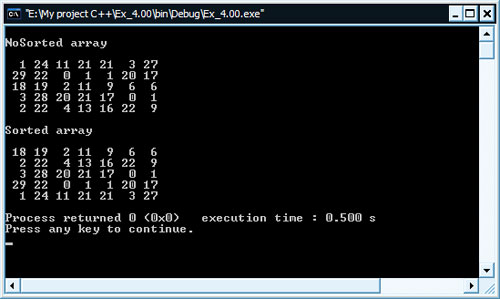 "E:\My project C++\Ex_4.00\bin\Debug\Ex_4.00.exe"
NoSorted array
1 24 11 21 21 3 27
29 22 0 1 1 20 17
18 19 2 11 9 6 6
3 28 20 21 17 0 1
2 22 4 13 16 22 9
Sorted array
18 19 2 11 9 6 6
2 22 4 13 16 22 9
3 28 20 21 17 0 1
29 22 0 1 1 20 17
1 24 11 21 21 3 27
Process returned 0 (0x0) execution time : 0.500 s
Press any key to continue.